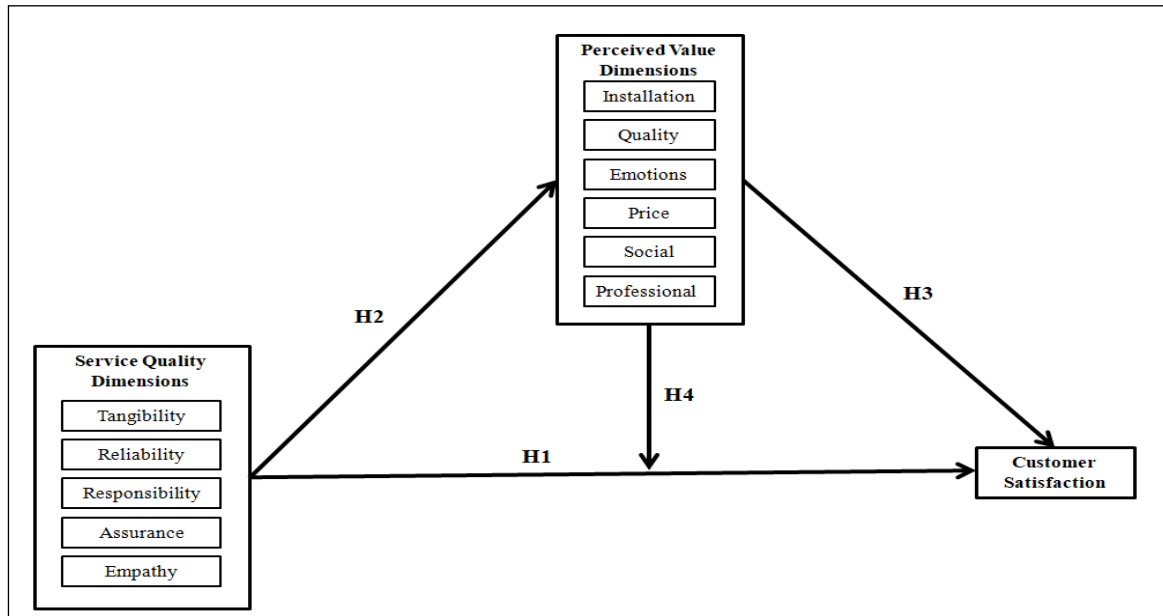 Perceived Value
Dimensions
Installation
Quality
Emotions
Price
Social
Professional
H2
H3
H4
Service Quality
Dimensions
Tangibility
Reliability
Responsibility
Assurance
Empathy
H1
Customer
Satisfaction